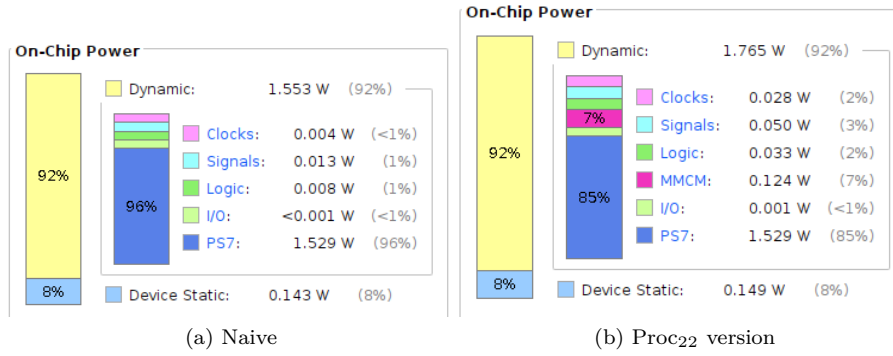 On-Chip Power
Dynamic: 1.553 W (92%)
92%
96%
Clocks: 0.004 W (<1%)
Signals: 0.013 W (1%)
Logic: 0.008 W (1%)
I/O: <0.001 W (<1%)
PS7: 1.529 W (96%)
8%
Device Static: 0.143 W (8%)
(a) Naive
On-Chip Power
Dynamic: 1.765 W (92%)
92%
7%
85%
Clocks: 0.028 W (2%)
Signals: 0.050 W (3%)
Logic: 0.033 W (2%)
MMCM: 0.124 W (7%)
I/O: 0.001 W (<1%)
PS7: 1.529 W (85%)
8%
Device Static: 0.149 W (8%)
(b) Proc22 version